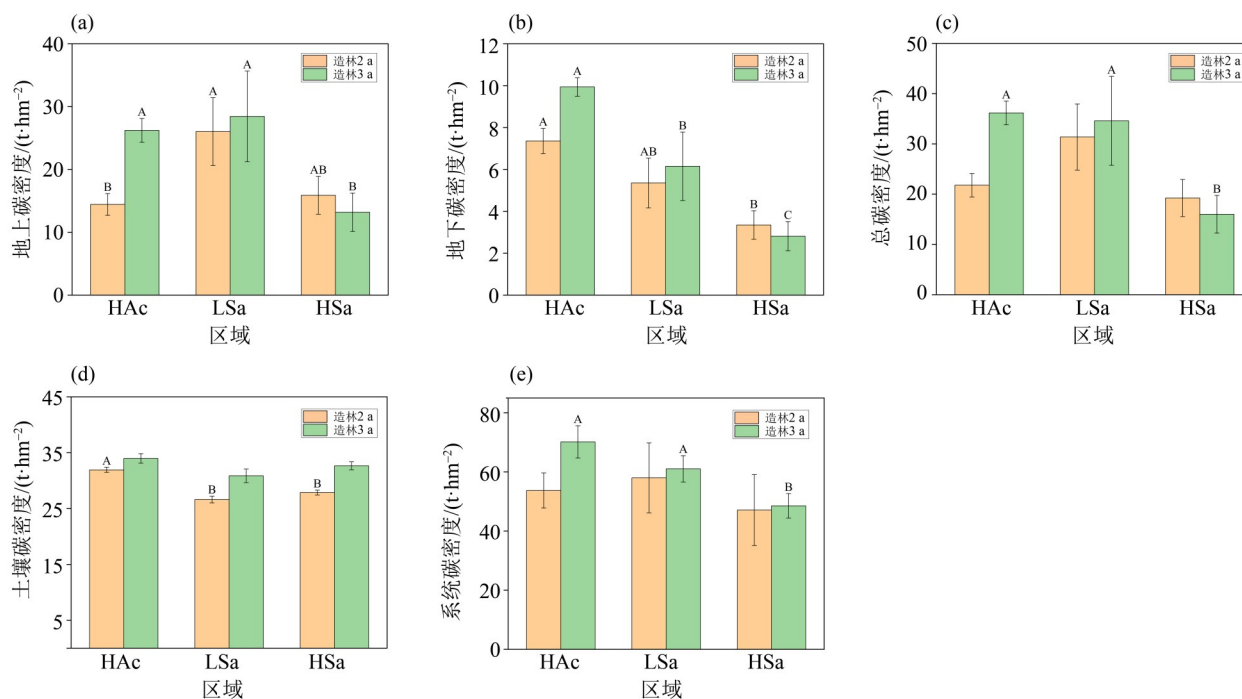 (a)
40
30
20
10
0
地上碳密度/(t·hm⁻²)
造林2 a
造林3 a
B
A
A
A
AB
B
HAc
LSa
HSa
区域
(b)
12
10
8
6
4
2
0
地下碳密度/(t·hm⁻²)
造林2 a
造林3 a
A
A
AB
B
B
C
HAc
LSa
HSa
区域
(c)
50
40
30
20
10
0
总碳密度/(t·hm⁻²)
造林2 a
造林3 a
A
A
B
HAc
LSa
HSa
区域
(d)
45
35
25
15
5
土壤碳密度/(t·hm⁻²)
造林2 a
造林3 a
A
B
B
HAc
LSa
HSa
区域
(e)
80
60
40
20
0
系统碳密度/(t·hm⁻²)
造林2 a
造林3 a
A
A
B
HAc
LSa
HSa
区域